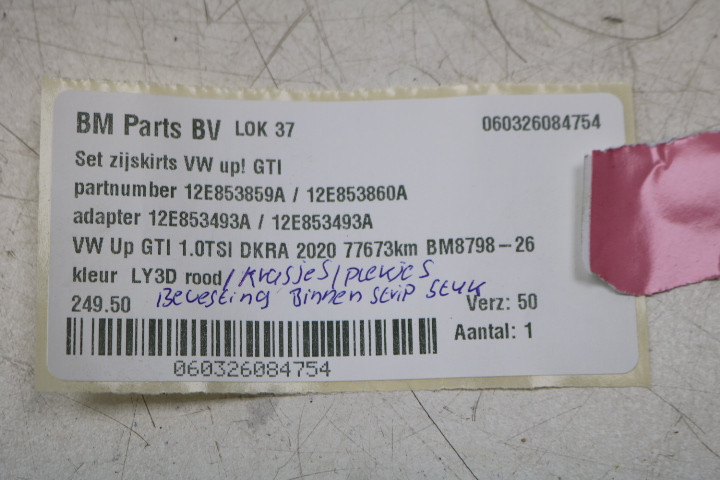 BM Parts BV LOK 37 060326084754
Set zijskirts VW up! GTI
partnumber 12E853859A / 12E853860A
adapter 12E853493A / 12E853493A
VW Up GTI 1.0TSI DKRA 2020 77673km BM8798-26
kleur LY3D rood / krasjes / plekjes
Bevesting Binnen strip stuk
249.50 Verz: 50
Aantal: 1
060326084754